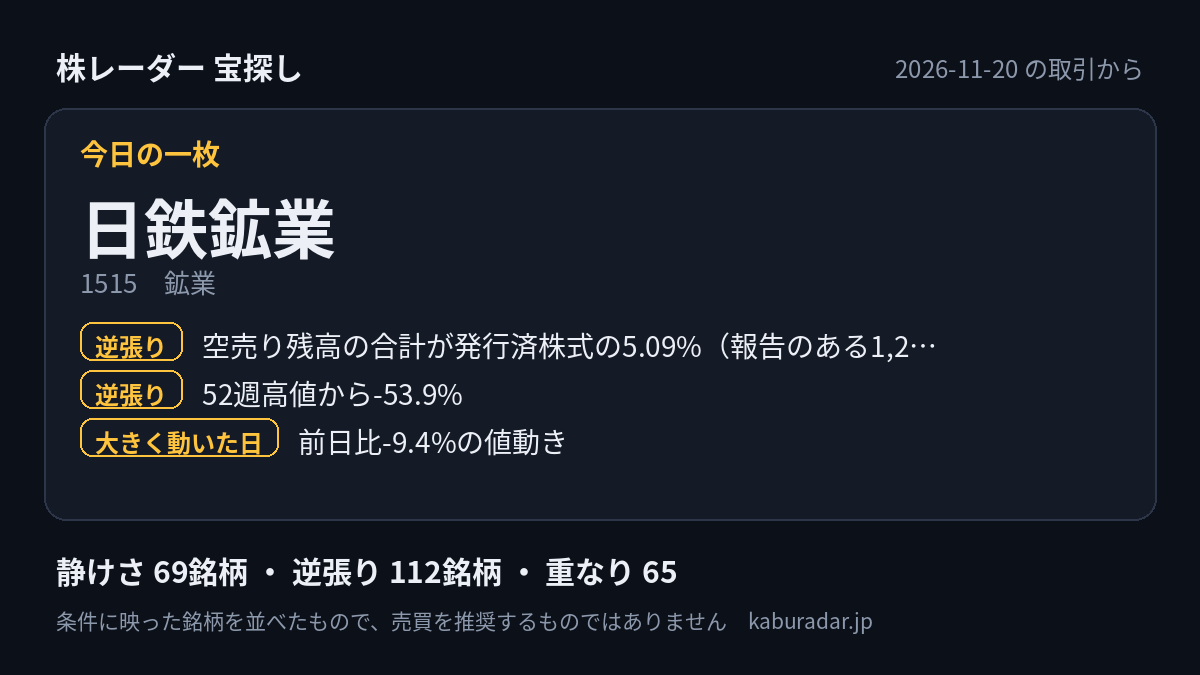 株レーダー 宝探し
2026-11-20 の取引から
今日の一枚
日鉄鉱業
1515 鉱業
逆張り 空売り残高の合計が発行済株式の5.09%（報告のある1,2…
逆張り 52週高値から-53.9%
大きく動いた日 前日比-9.4%の値動き
静けさ 69銘柄 ・ 逆張り 112銘柄 ・ 重なり 65
条件に映った銘柄を並べたもので、売買を推奨するものではありません kaburadar.jp